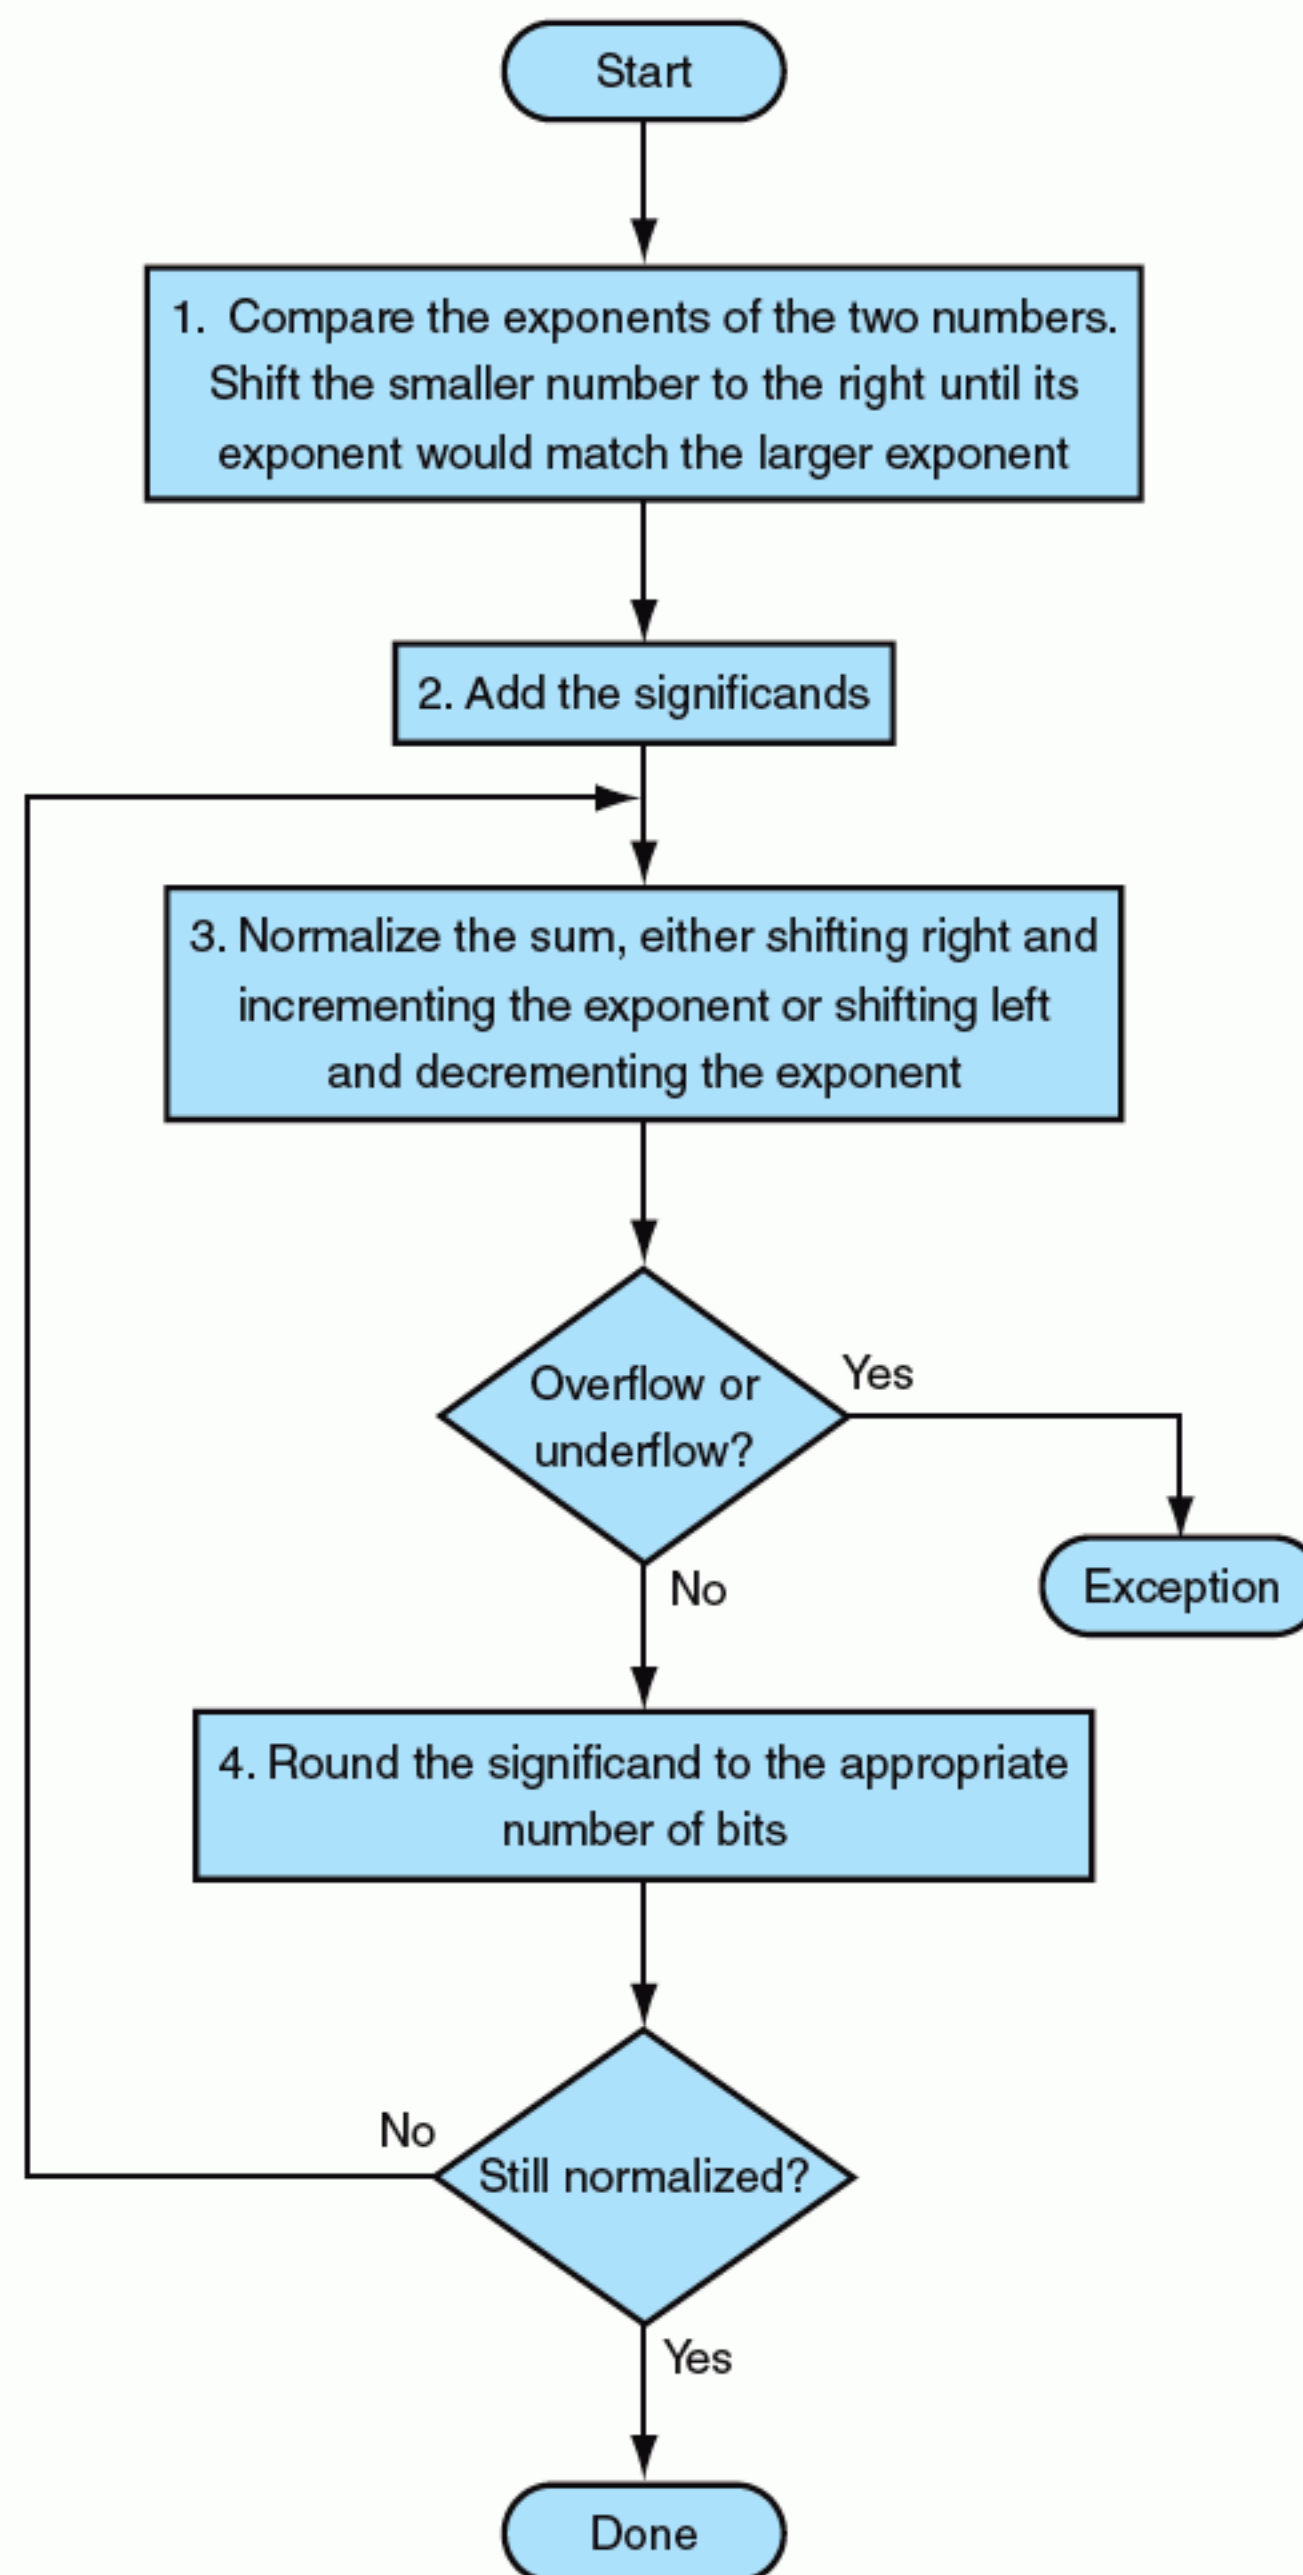 Start
1. Compare the exponents of the two numbers.
Shift the smaller number to the right until its
exponent would match the larger exponent
2. Add the significands
3. Normalize the sum, either shifting right and
incrementing the exponent or shifting left
and decrementing the exponent
Overflow or
underflow?
Yes
No
Exception
4. Round the significand to the appropriate
number of bits
No
Still normalized?
Yes
Done